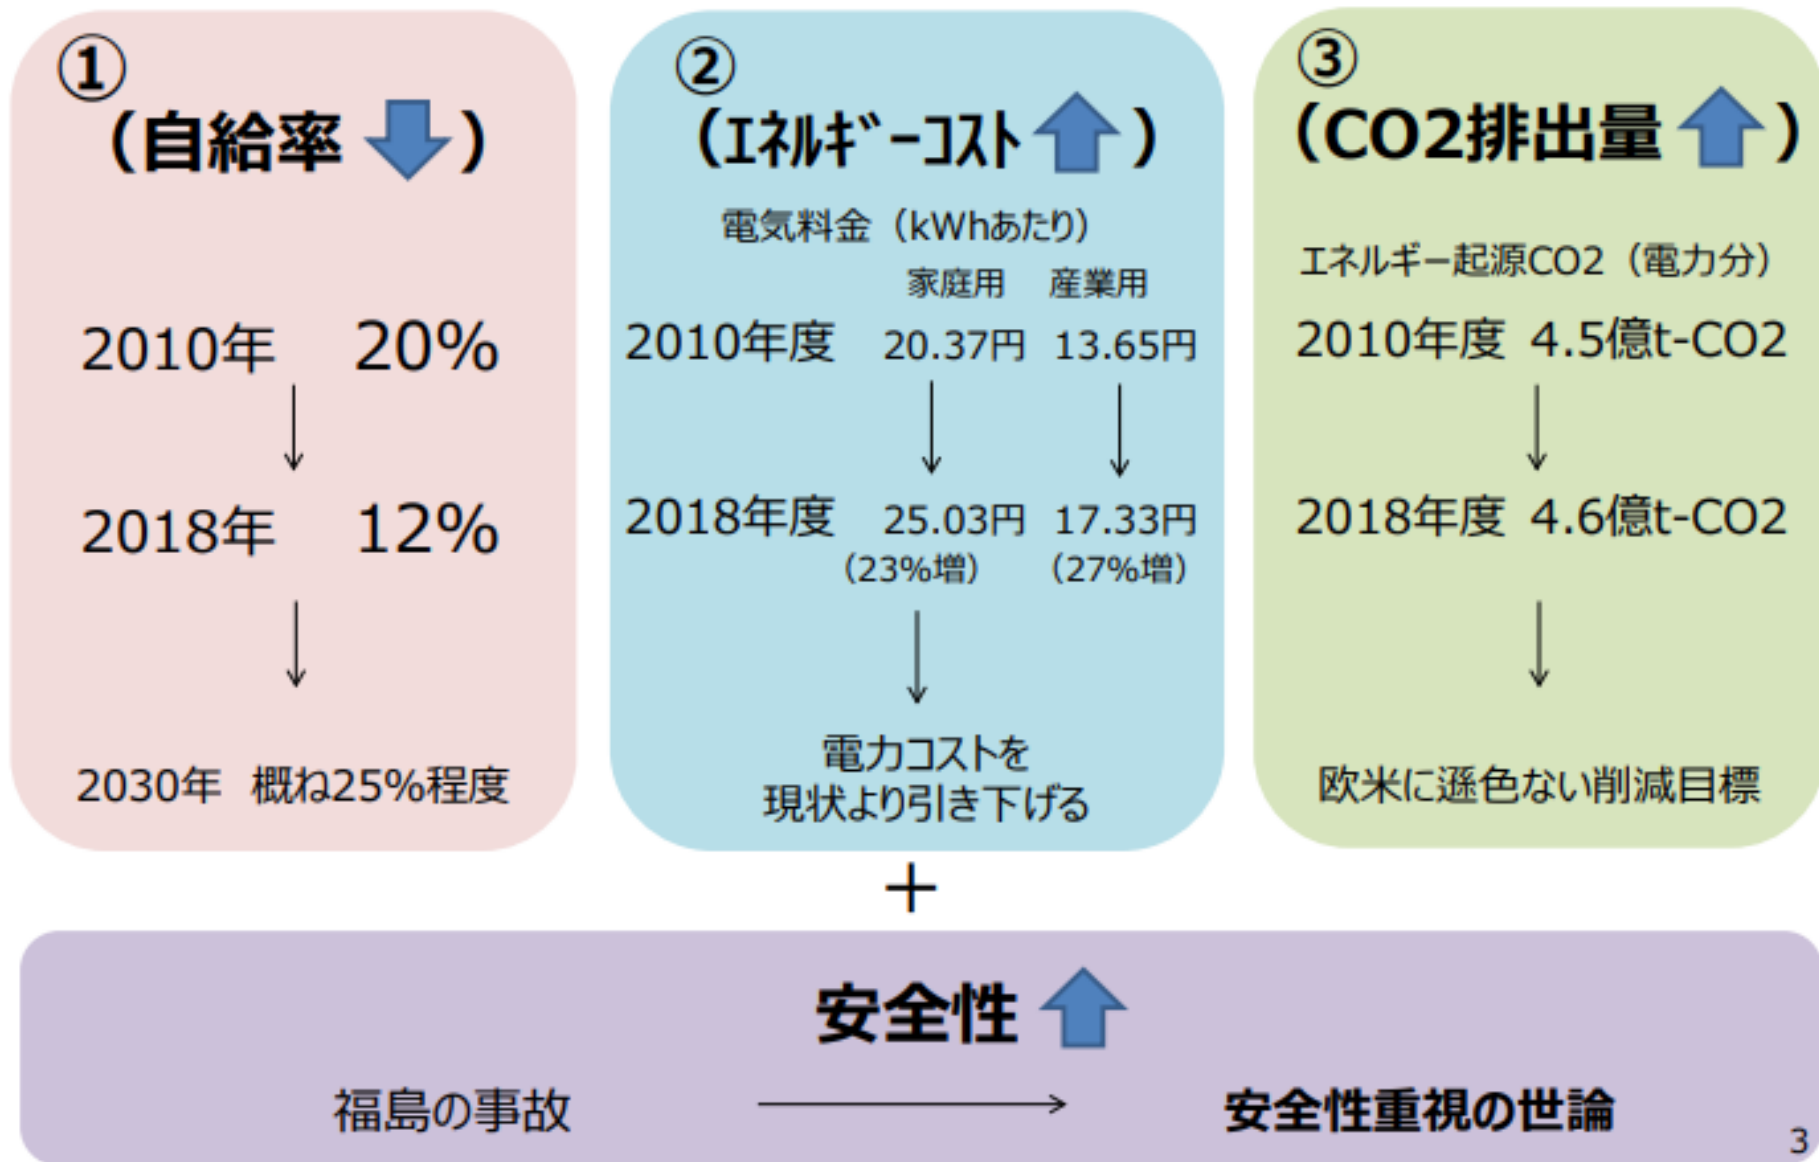 ①
（自給率 ）
2010年 20%
2018年 12%
2030年 概ね25%程度
②
（ｴﾈﾙｷﾞｰｺｽﾄ ）
電気料金（kWhあたり）
家庭用 産業用
2010年度 20.37円 13.65円
2018年度 25.03円 17.33円
（23%増） （27%増）
電力コストを
現状より引き下げる
③
（CO2排出量 ）
ｴﾈﾙｷﾞｰ起源CO2（電力分）
2010年度 4.5億t-CO2
2018年度 4.6億t-CO2
欧米に遜色ない削減目標
＋
安全性
福島の事故 安全性重視の世論
3